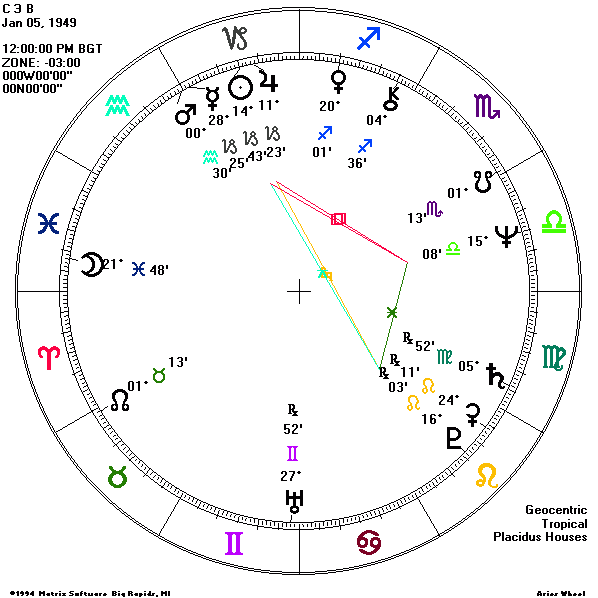 C 3 B
Jan 05, 1949
12:00:00 PM BGT
ZONE: -03:00
000W00'00"
00N00'00"
00°
28°
14°
11°
20°
04°
30'
25'
43'
23'
01'
36'
01°
13'
15°
08'
21°
48'
13'
01°
℞ 52'
05°
℞ 11'
℞ 03'
24°
16°
℞
52'
27°
Geocentric
Tropical
Placidus Houses
©1994 Matrix Software Big Rapids, MI
Aries Wheel